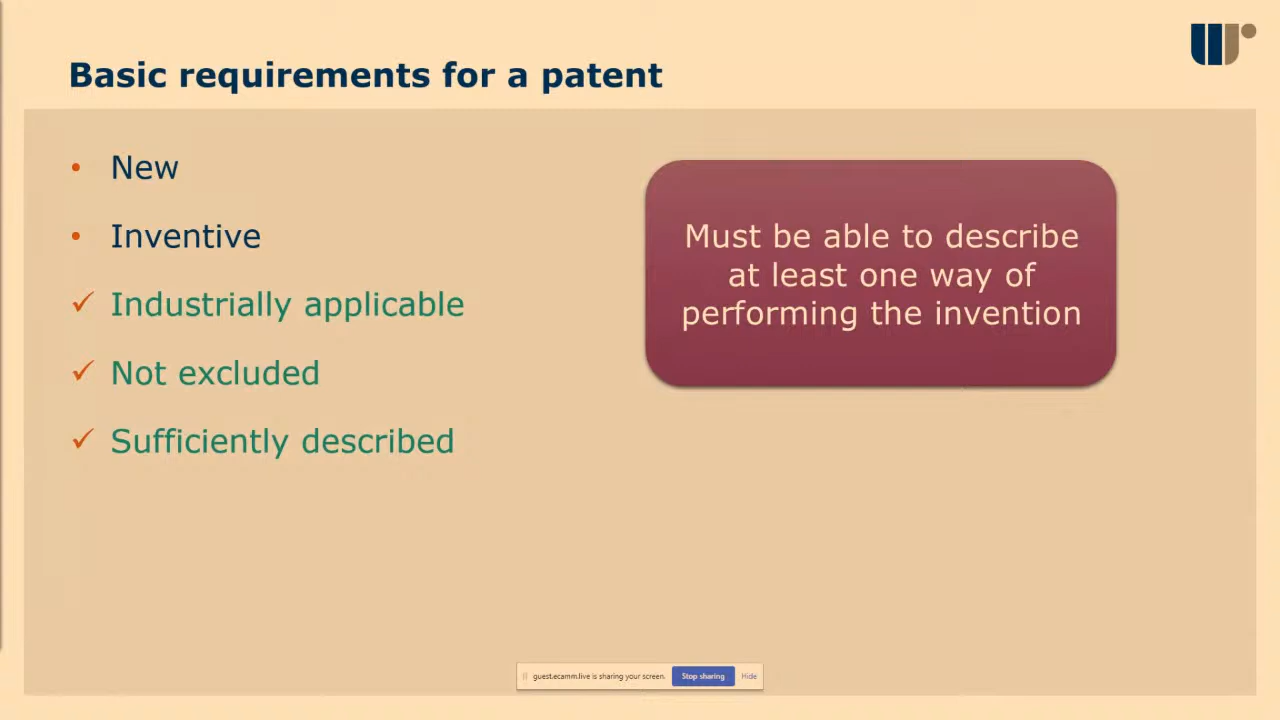 Basic requirements for a patent
• New
• Inventive
✓ Industrially applicable
✓ Not excluded
✓ Sufficiently described
Must be able to describe
at least one way of
performing the invention
guest.ecamm.live is sharing your screen. Stop sharing Hide